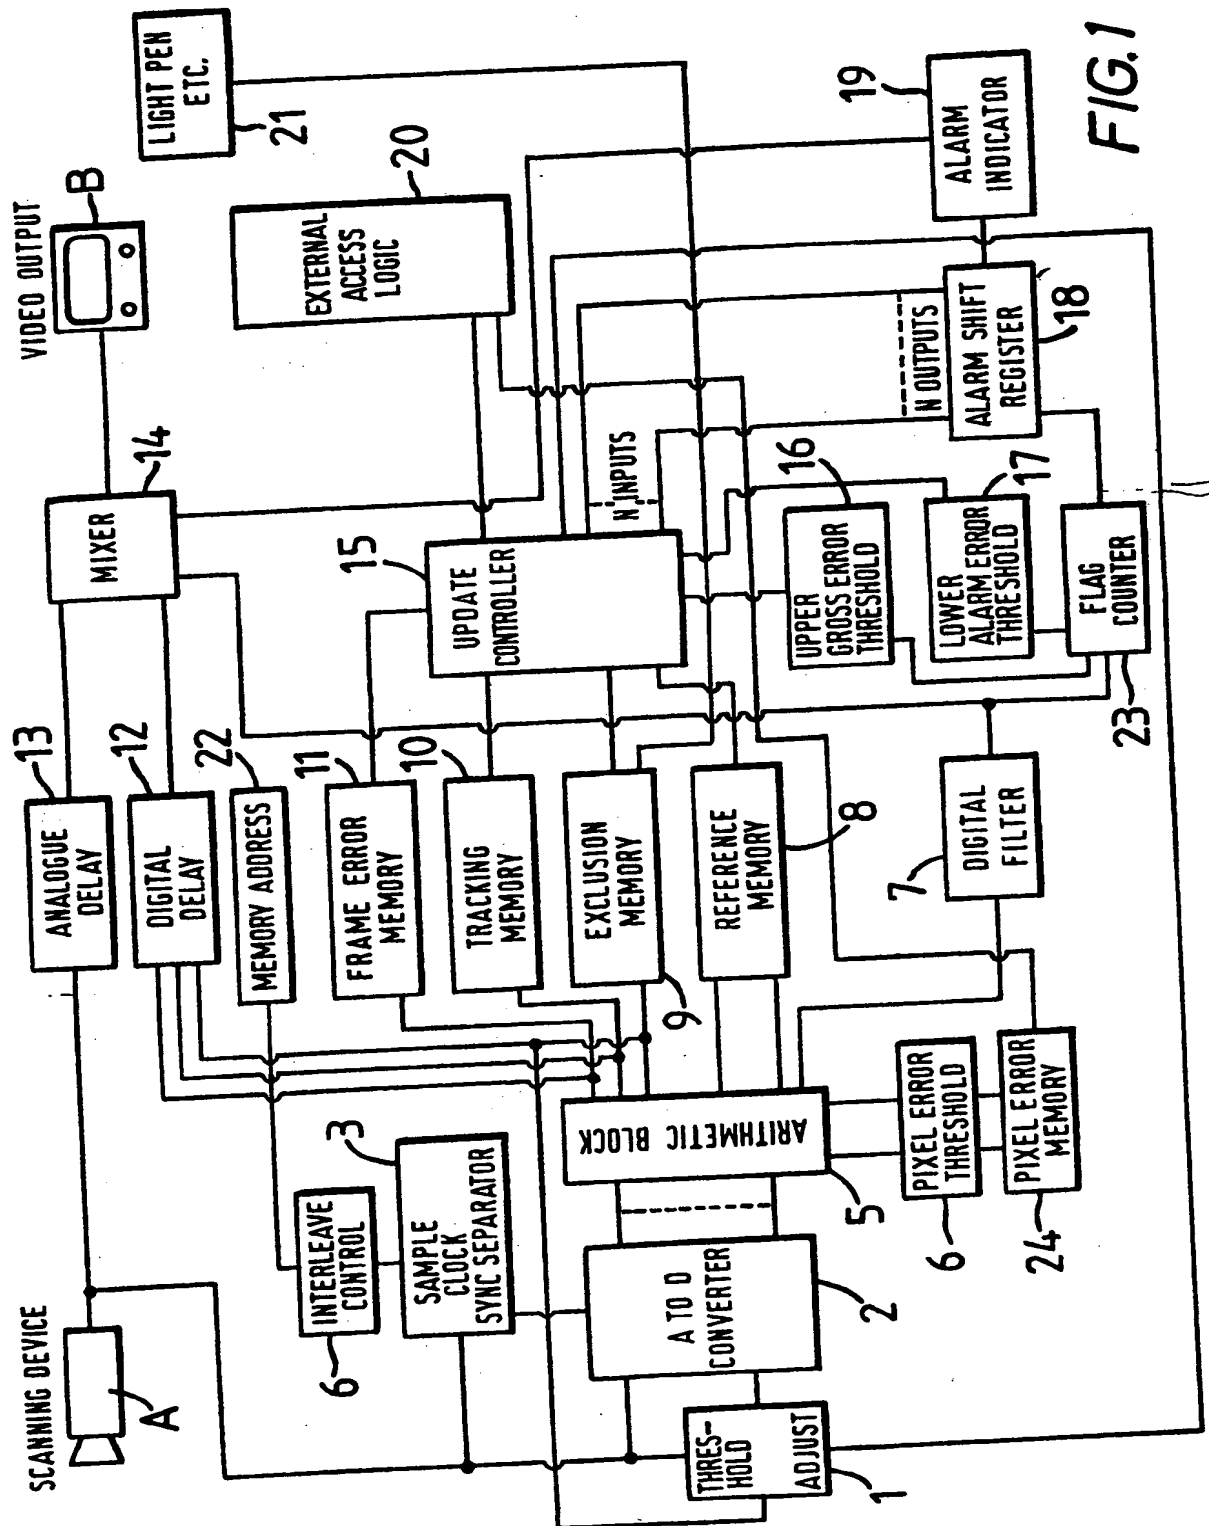 SCANNING DEVICE
A
VIDEO OUTPUT
B
LIGHT PEN
ETC.
21
ANALOGUE
DELAY
13
DIGITAL
DELAY
12
MEMORY ADDRESS
22
MIXER
14
EXTERNAL
ACCESS
LOGIC
20
INTERLEAVE
CONTROL
6
SAMPLE
CLOCK
SYNC SEPARATOR
3
FRAME ERROR
MEMORY
11
TRACKING
MEMORY
10
EXCLUSION
MEMORY
9
REFERENCE
MEMORY
8
UPDATE
CONTROLLER
15
N INPUTS
N OUTPUTS
A TO D
CONVERTER
2
ARITHMETIC BLOCK
5
THRES-
HOLD
ADJUST
1
PIXEL ERROR
THRESHOLD
6
PIXEL ERROR
MEMORY
24
DIGITAL
FILTER
7
UPPER
GROSS ERROR
THRESHOLD
16
LOWER
ALARM ERROR
THRESHOLD
17
FLAG
COUNTER
23
ALARM SHIFT
REGISTER
18
ALARM
INDICATOR
19
FIG.1